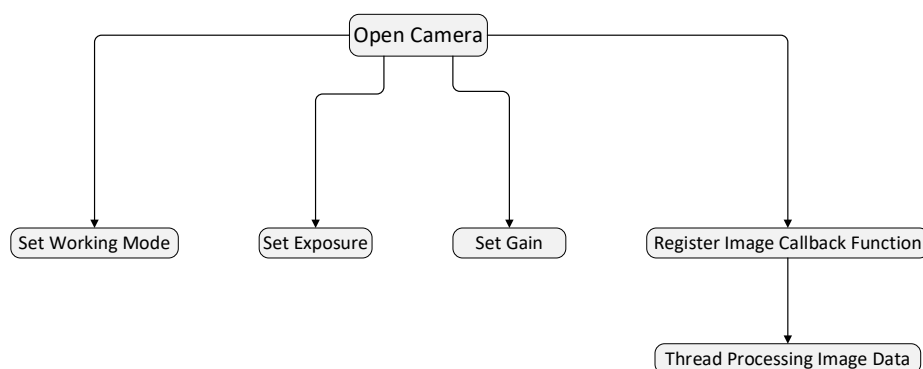 Open Camera
Set Working Mode
Set Exposure
Set Gain
Register Image Callback Function
Thread Processing Image Data